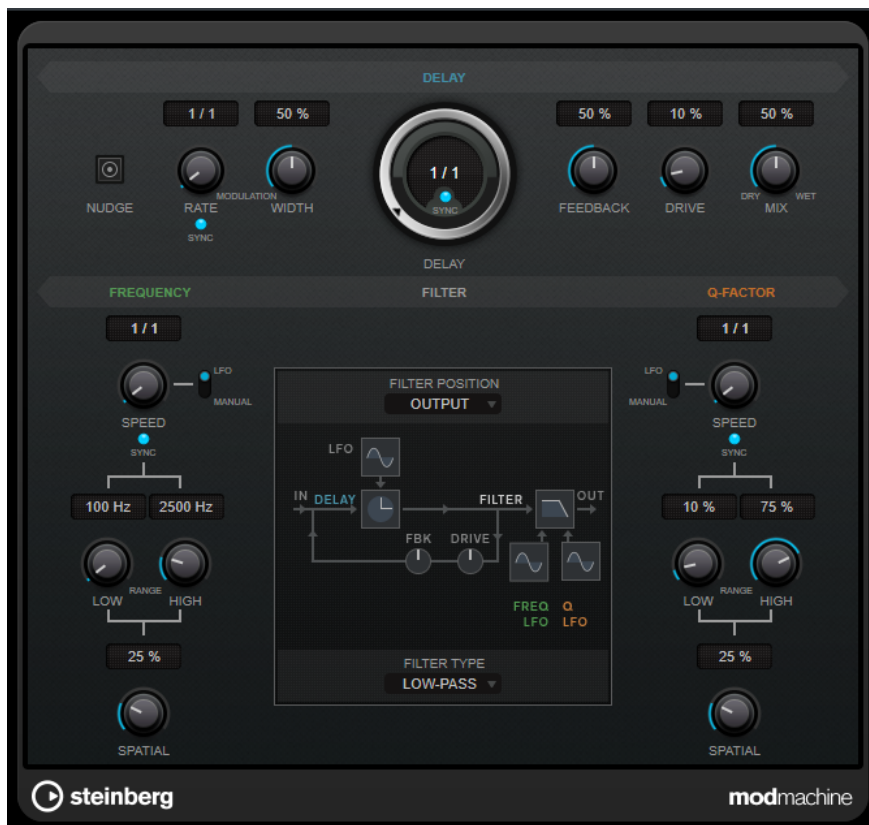 DELAY
1 / 1
50 %
50 %
10 %
50 %
1 / 1
SYNC
NUDGE
RATE
MODULATION
WIDTH
FEEDBACK
DRIVE
DRY
MIX
WET
SYNC
DELAY
FREQUENCY
FILTER
Q-FACTOR
1 / 1
1 / 1
LFO
MANUAL
SPEED
SYNC
LFO
MANUAL
SPEED
SYNC
FILTER POSITION
OUTPUT
LFO
IN
DELAY
FILTER
OUT
FBK
DRIVE
FREQ
LFO
Q
LFO
FILTER TYPE
LOW-PASS
100 Hz
2500 Hz
LOW
RANGE
HIGH
25 %
SPATIAL
10 %
75 %
LOW
RANGE
HIGH
25 %
SPATIAL
steinberg
modmachine